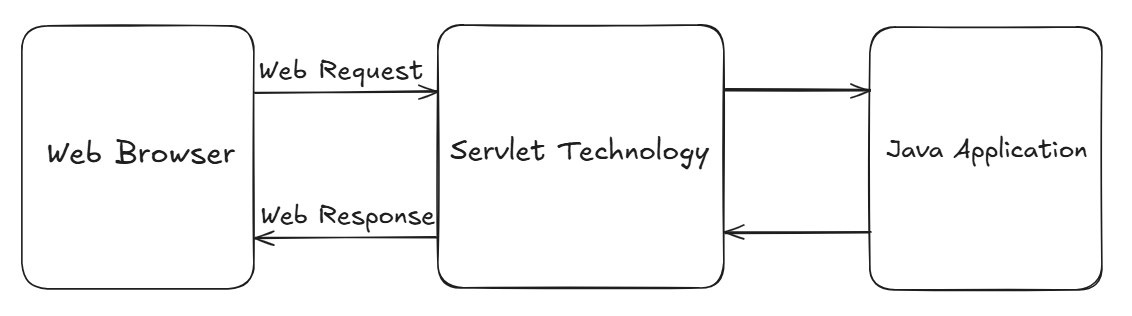 Web Request
Web Browser
Servlet Technology
Java Application
Web Response